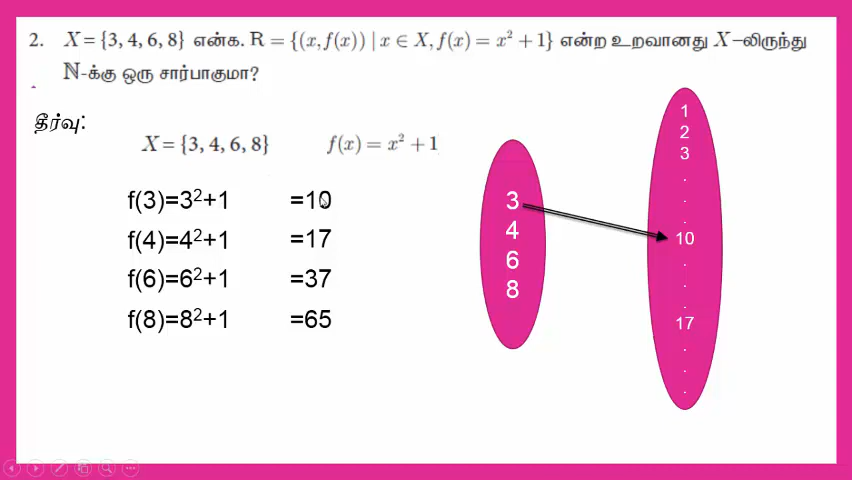 2. X = {3, 4, 6, 8} என்க. R = {(x, f(x)) | x ∈ X, f(x) = x² + 1} என்ற உறவானது X–லிருந்து
ℕ-க்கு ஒரு சார்பாகுமா?
தீர்வு:
X = {3, 4, 6, 8} f(x) = x² + 1
f(3)=3²+1 =10
f(4)=4²+1 =17
f(6)=6²+1 =37
f(8)=8²+1 =65
3
4
6
8
1
2
3
.
.
.
10
.
.
.
17
.
.
.